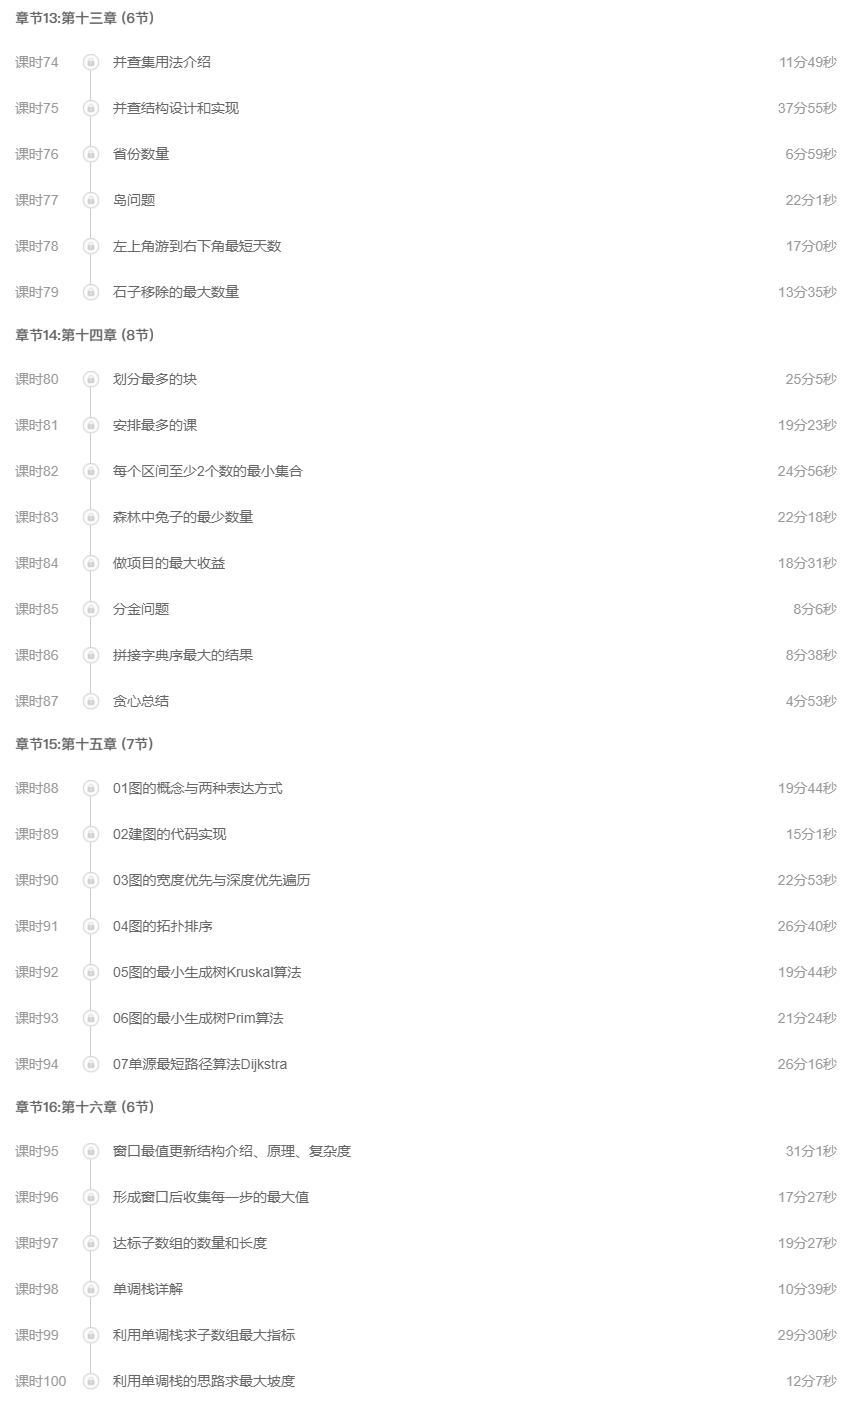 章节13:第十三章 (6节)
课时74 并查集用法介绍 11分49秒
课时75 并查结构设计和实现 37分55秒
课时76 省份数量 6分59秒
课时77 岛问题 22分1秒
课时78 左上角游到右下角最短天数 17分0秒
课时79 石子移除的最大数量 13分35秒
章节14:第十四章 (8节)
课时80 划分最多的块 25分5秒
课时81 安排最多的课 19分23秒
课时82 每个区间至少2个数的最小集合 24分56秒
课时83 森林中兔子的最少数量 22分18秒
课时84 做项目的最大收益 18分31秒
课时85 分金问题 8分6秒
课时86 拼接字典序最大的结果 8分38秒
课时87 贪心总结 4分53秒
章节15:第十五章 (7节)
课时88 01图的概念与两种表达方式 19分44秒
课时89 02建图的代码实现 15分1秒
课时90 03图的宽度优先与深度优先遍历 22分53秒
课时91 04图的拓扑排序 26分40秒
课时92 05图的最小生成树Kruskal算法 19分44秒
课时93 06图的最小生成树Prim算法 21分24秒
课时94 07单源最短路径算法Dijkstra 26分16秒
章节16:第十六章 (6节)
课时95 窗口最值更新结构介绍、原理、复杂度 31分1秒
课时96 形成窗口后收集每一步的最大值 17分27秒
课时97 达标子数组的数量和长度 19分27秒
课时98 单调栈详解 10分39秒
课时99 利用单调栈求子数组最大指标 29分30秒
课时100 利用单调栈的思路求最大坡度 12分7秒